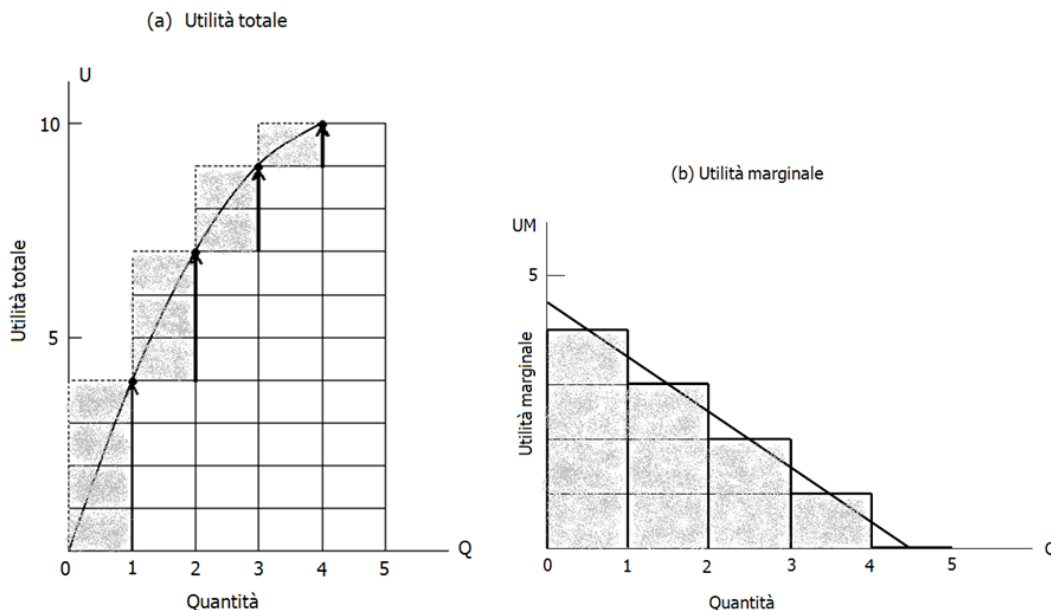 (a) Utilità totale
U
10
5
Utilità totale
Q
0 1 2 3 4 5
Quantità
(b) Utilità marginale
UM
5
Utilità marginale
Q
0 1 2 3 4 5
Quantità